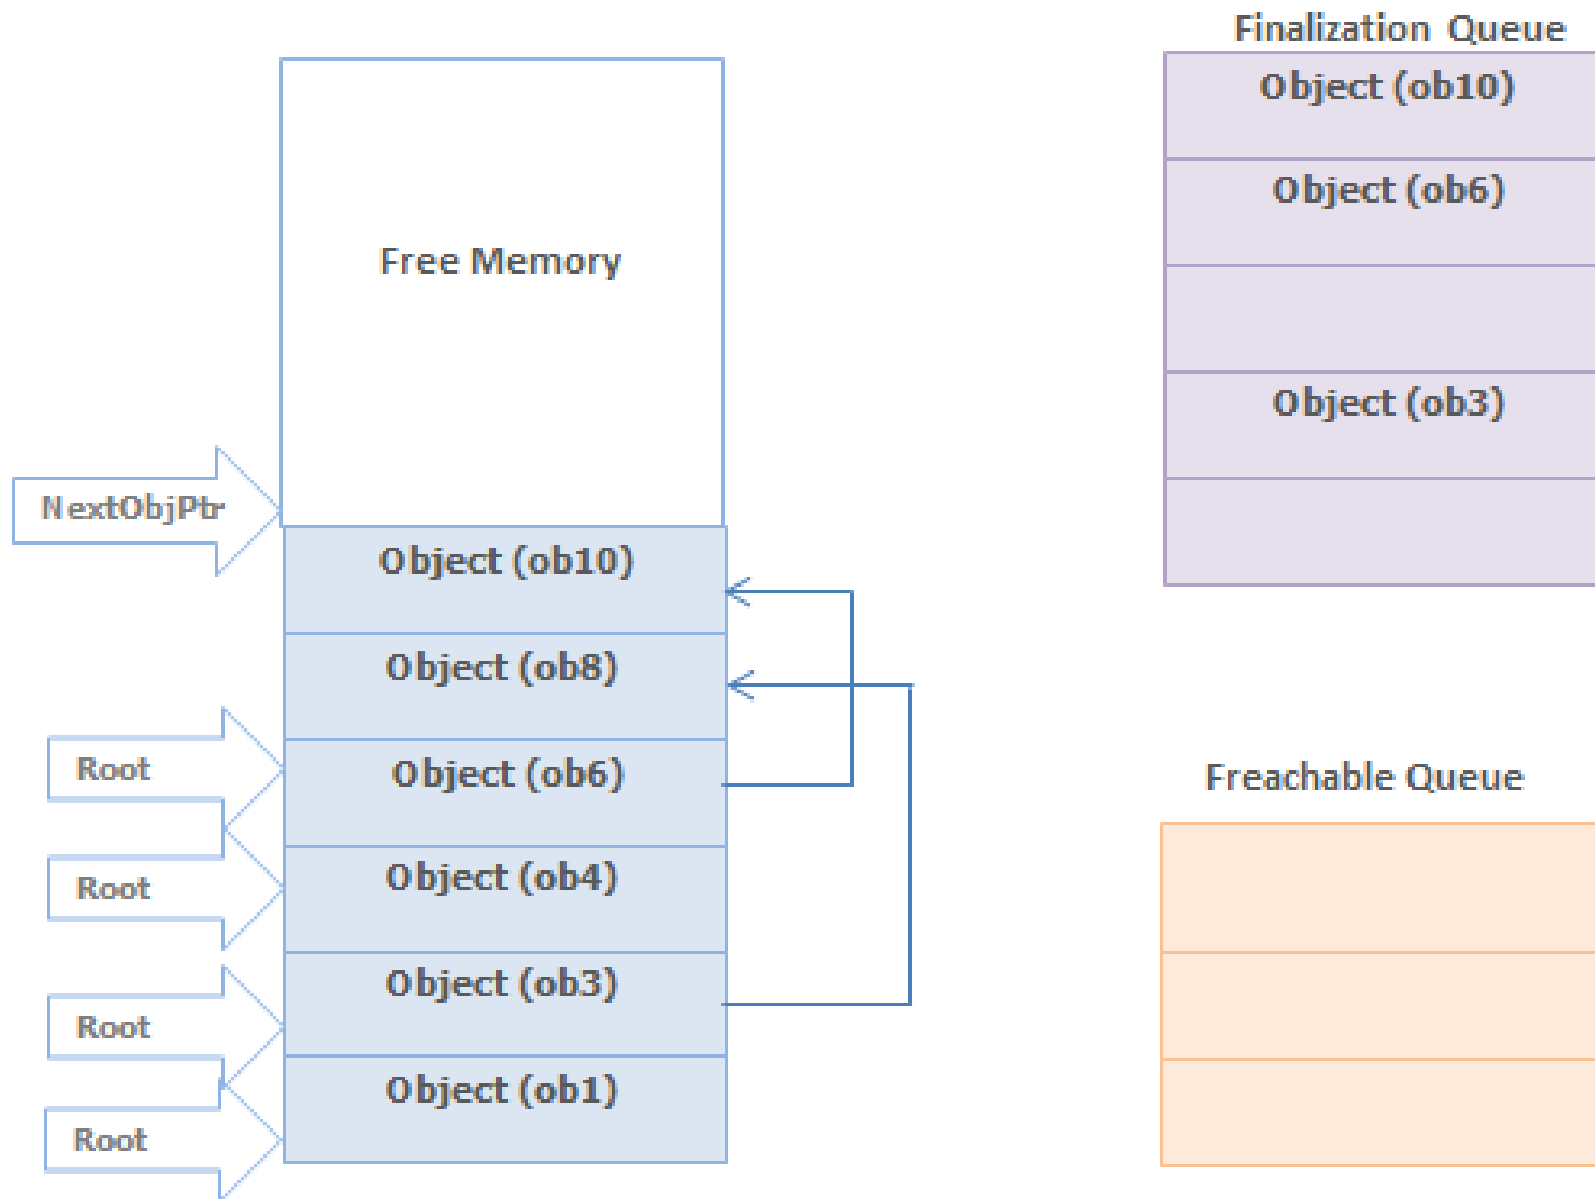 Finalization Queue
Object (ob10)
Object (ob6)
Object (ob3)
Free Memory
NextObjPtr
Object (ob10)
Object (ob8)
Root
Object (ob6)
Root
Object (ob4)
Root
Object (ob3)
Root
Object (ob1)
Freachable Queue